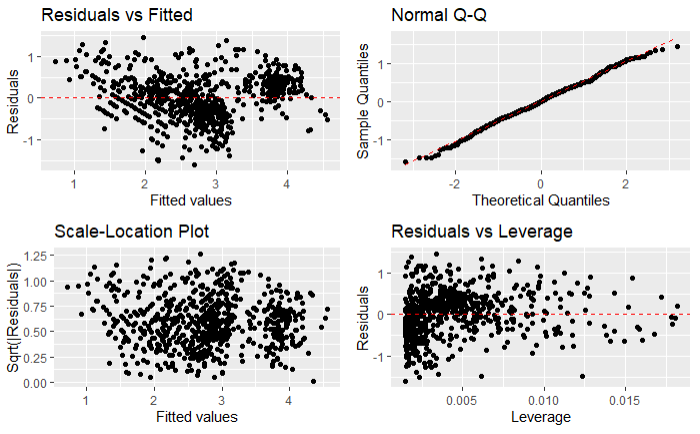 Residuals vs Fitted
Residuals
1
0
-1
1
2
3
4
Fitted values
Normal Q-Q
Sample Quantiles
1
0
-1
-2
0
2
Theoretical Quantiles
Scale-Location Plot
Sqrt(|Residuals|)
1.25
1.00
0.75
0.50
0.25
0.00
1
2
3
4
Fitted values
Residuals vs Leverage
Residuals
1
0
-1
0.005
0.010
0.015
Leverage